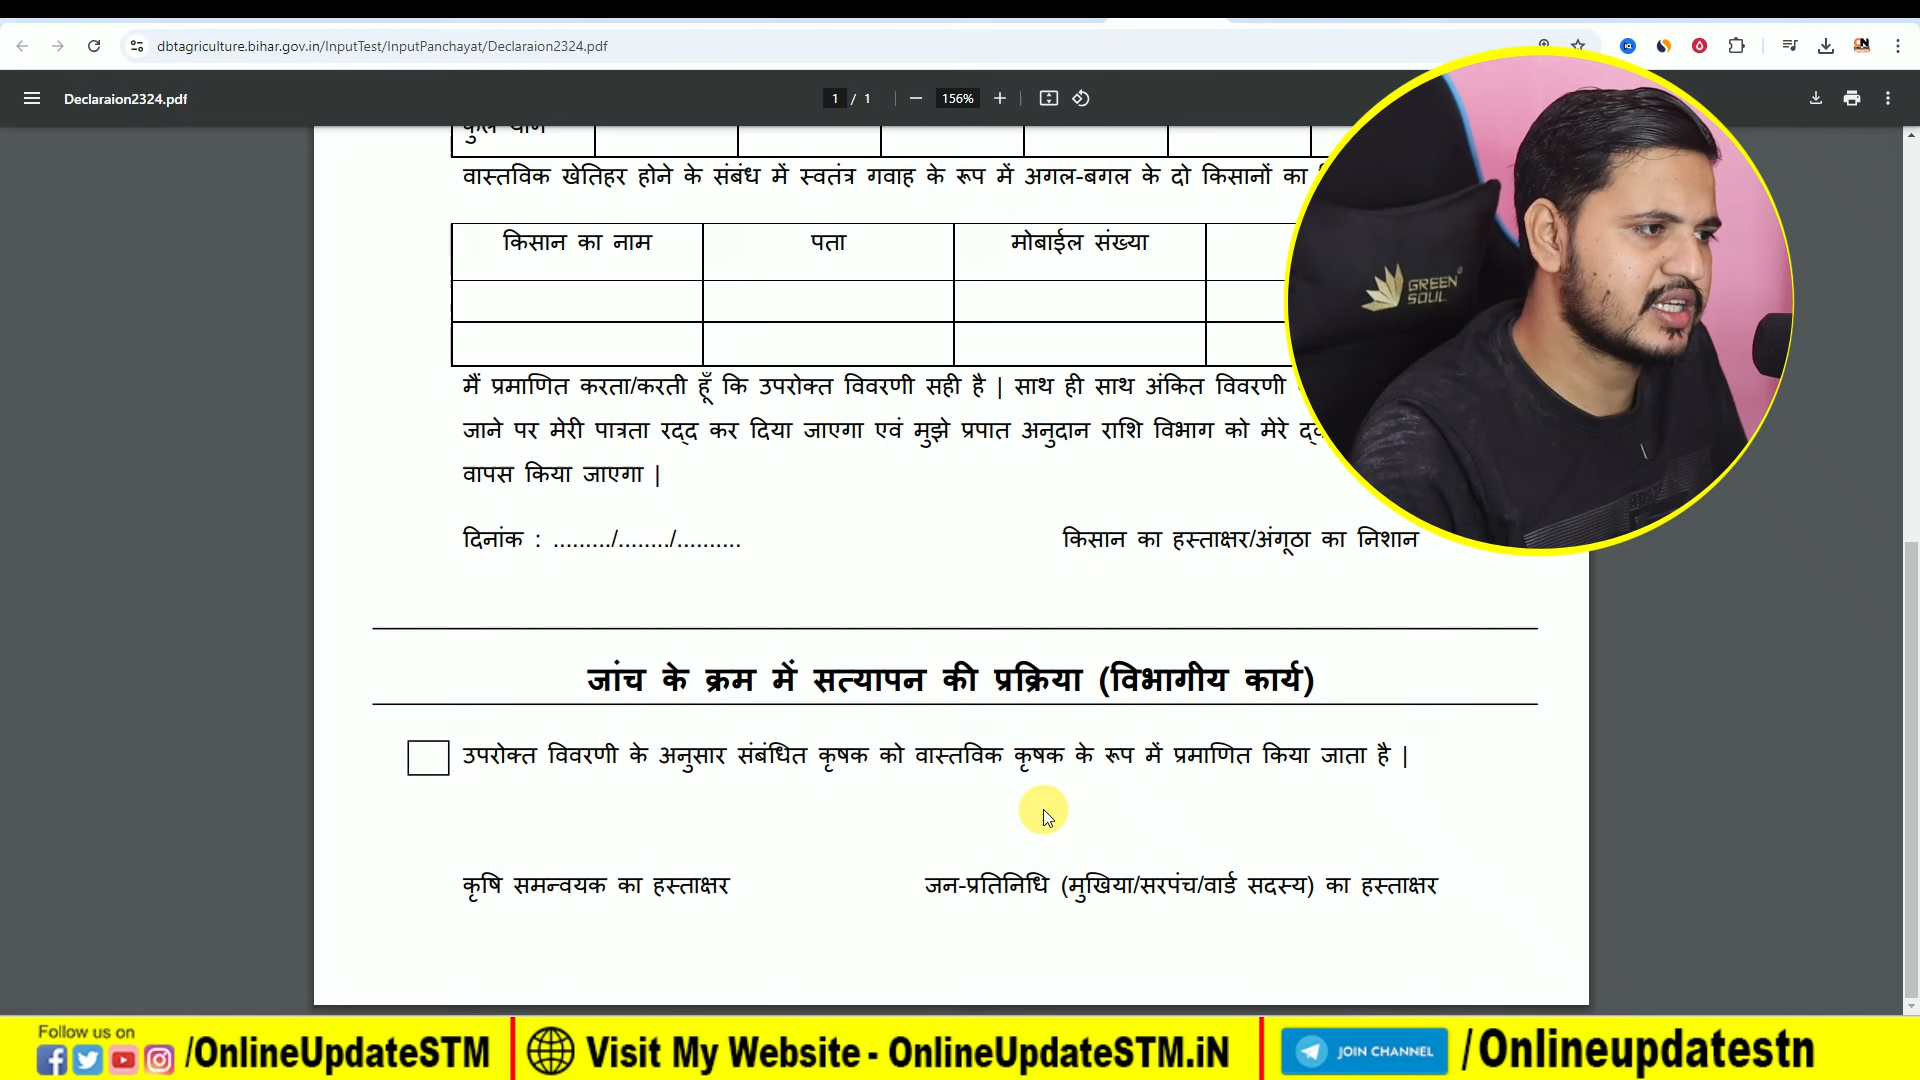 dbtagriculture.bihar.gov.in/InputTest/InputPanchayat/Declaraion2324.pdf
Declaraion2324.pdf
1 / 1
156%
कुल योग
वास्तविक खेतिहर होने के संबंध में स्वतंत्र गवाह के रूप में अगल-बगल के दो किसानों का
किसान का नाम पता मोबाईल संख्या
मैं प्रमाणित करता/करती हूँ कि उपरोक्त विवरणी सही है | साथ ही साथ अंकित विवरणी
जाने पर मेरी पात्रता रद्द कर दिया जाएगा एवं मुझे प्रपात अनुदान राशि विभाग को मेरे
वापस किया जाएगा |
दिनांक : ........./......../.......... किसान का हस्ताक्षर/अंगूठा का निशान
जांच के क्रम में सत्यापन की प्रक्रिया (विभागीय कार्य)
उपरोक्त विवरणी के अनुसार संबंधित कृषक को वास्तविक कृषक के रूप में प्रमाणित किया जाता है |
कृषि समन्वयक का हस्ताक्षर जन-प्रतिनिधि (मुखिया/सरपंच/वार्ड सदस्य) का हस्ताक्षर
GREEN
SOUL
Follow us on
/OnlineUpdateSTM
Visit My Website - OnlineUpdateSTM.iN
JOIN CHANNEL
/Onlineupdatestn